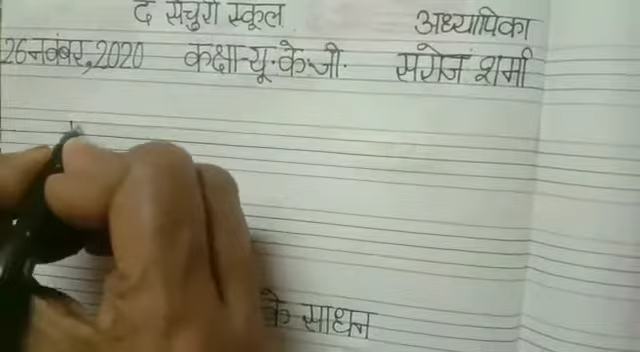 द सेंचुरी स्कूल अध्यापिका
26 नवंबर, 2020 कक्षा-यू.के.जी. सरोज शर्मा
के साधन